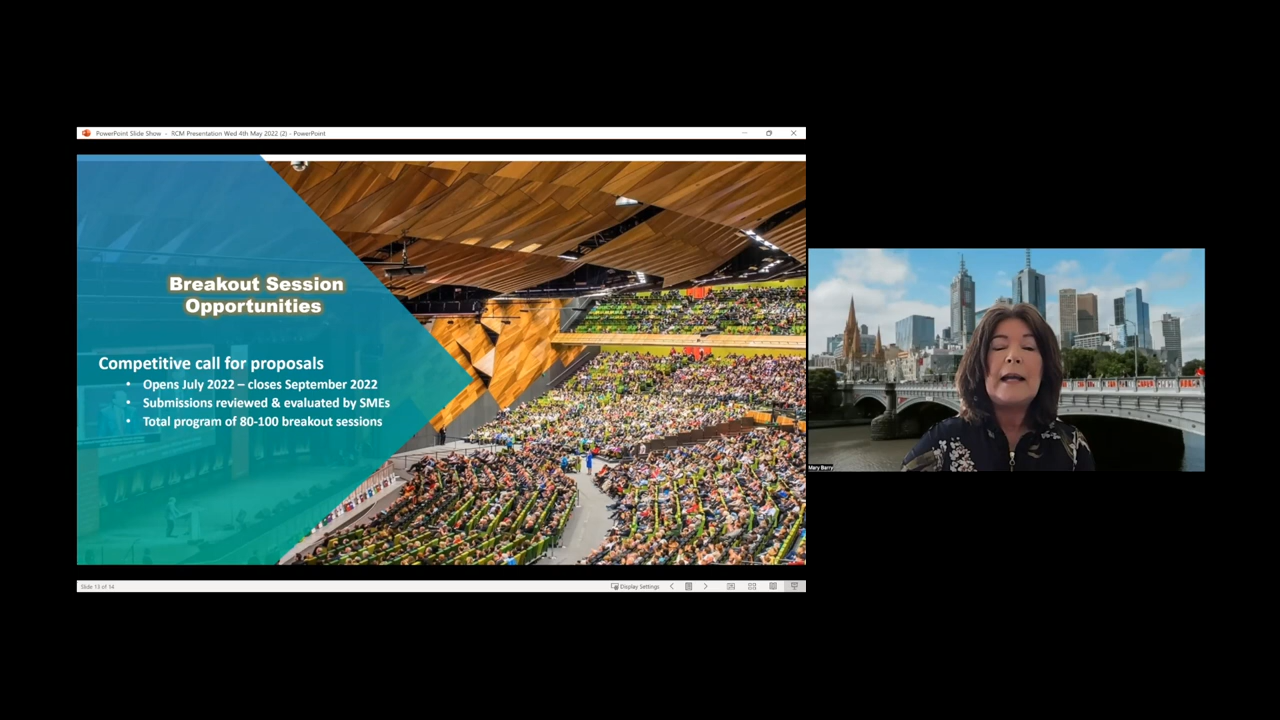 PowerPoint Slide Show - RCM Presentation Wed 4th May 2022 (2) - PowerPoint
Breakout Session
Opportunities
Competitive call for proposals
• Opens July 2022 – closes September 2022
• Submissions reviewed & evaluated by SMEs
• Total program of 80-100 breakout sessions
Mary Barry
Slide 13 of 14
Display Settings